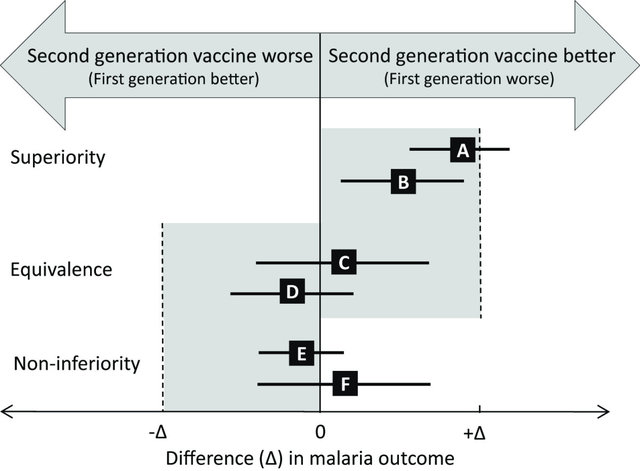 Second generation vaccine worse
(First generation better)
Second generation vaccine better
(First generation worse)
Superiority
A
B
Equivalence
C
D
Non-inferiority
E
F
-Δ
0
+Δ
Difference (Δ) in malaria outcome